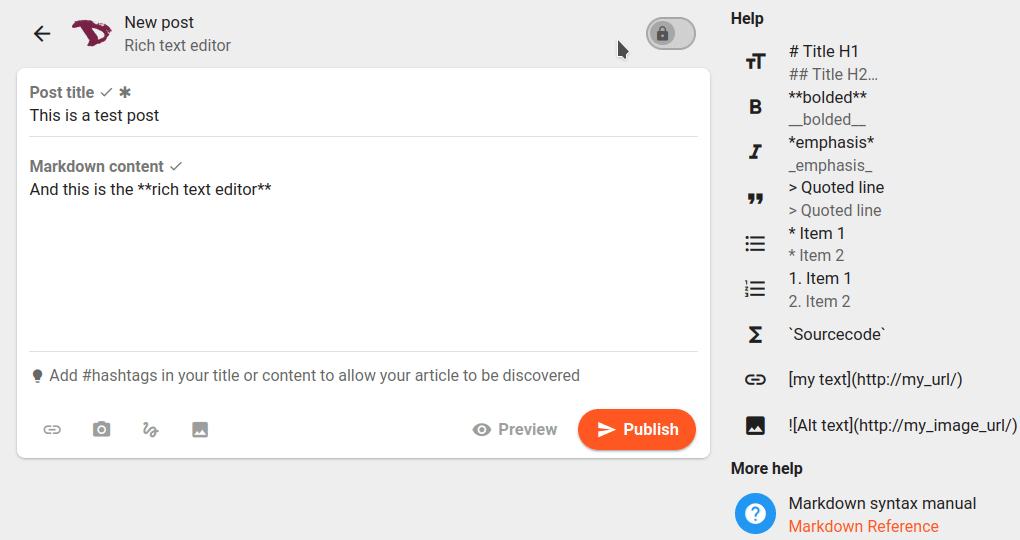 New post
Rich text editor
Post title
This is a test post
Markdown content
And this is the **rich text editor**
Add #hashtags in your title or content to allow your article to be discovered
Preview
Publish
Help
# Title H1
## Title H2...
B
**bolded**
__bolded__
I
*emphasis*
_emphasis_
> Quoted line
> Quoted line
* Item 1
* Item 2
1. Item 1
2. Item 2
`Sourcecode`
[my text](http://my_url/)
![Alt text](http://my_image_url/)
More help
Markdown syntax manual
Markdown Reference